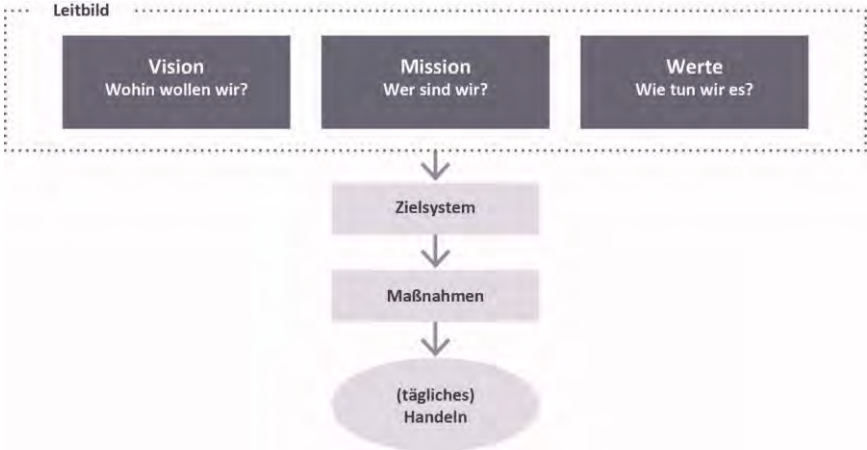 Leitbild
Vision
Wohin wollen wir?
Mission
Wer sind wir?
Werte
Wie tun wir es?
Zielsystem
Maßnahmen
(tägliches)
Handeln